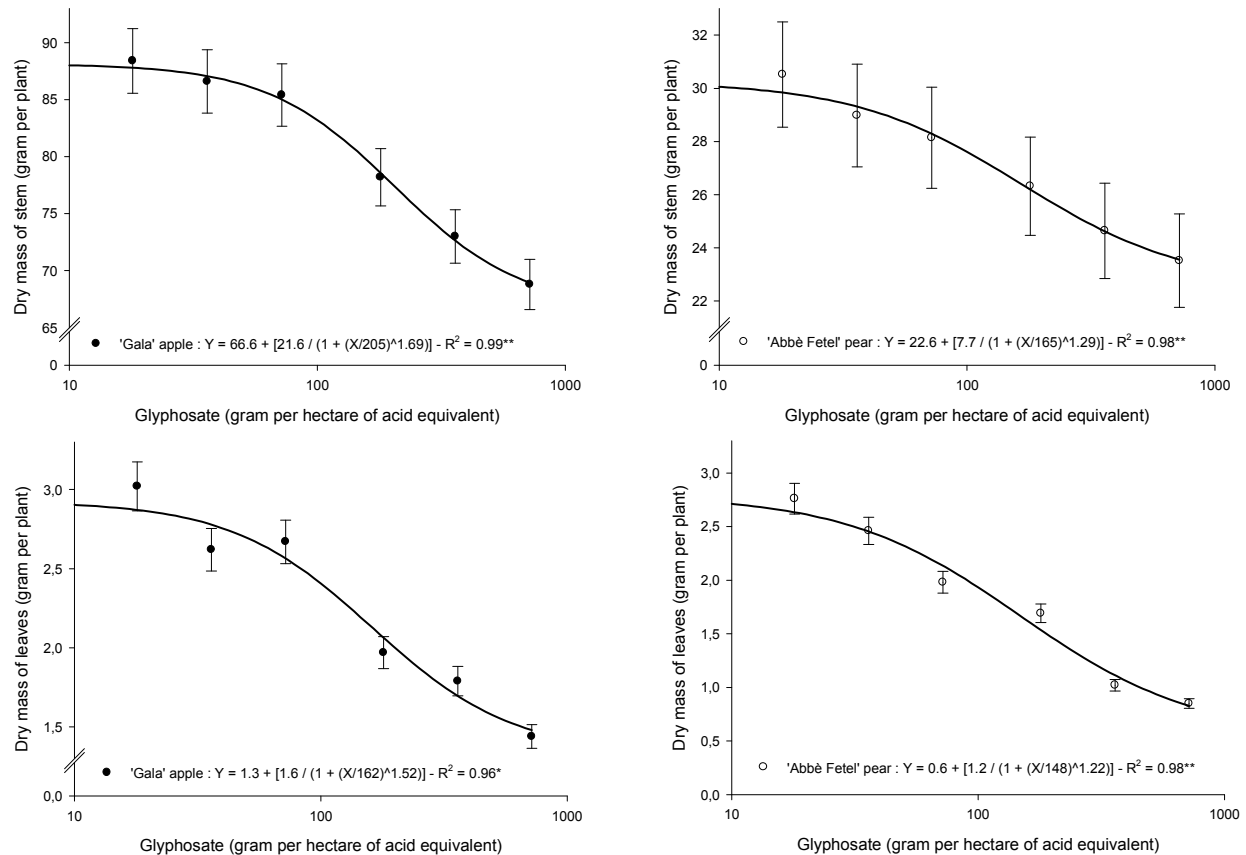 Dry mass of stem (gram per plant)
90
85
80
75
70
65
0
● 'Gala' apple : Y = 66.6 + [21.6 / (1 + (X/205)^1.69)] - R² = 0.99**
10 100 1000
Glyphosate (gram per hectare of acid equivalent)
Dry mass of stem (gram per plant)
32
30
28
26
24
22
0
○ 'Abbè Fetel' pear : Y = 22.6 + [7.7 / (1 + (X/165)^1.29)] - R² = 0.98**
10 100 1000
Glyphosate (gram per hectare of acid equivalent)
Dry mass of leaves (gram per plant)
3,0
2,5
2,0
1,5
0,0
● 'Gala' apple : Y = 1.3 + [1.6 / (1 + (X/162)^1.52)] - R² = 0.96*
10 100 1000
Glyphosate (gram per hectare of acid equivalent)
Dry mass of leaves (gram per plant)
3,0
2,5
2,0
1,5
1,0
0,5
0,0
○ 'Abbè Fetel' pear : Y = 0.6 + [1.2 / (1 + (X/148)^1.22)] - R² = 0.98**
10 100 1000
Glyphosate (gram per hectare of acid equivalent)